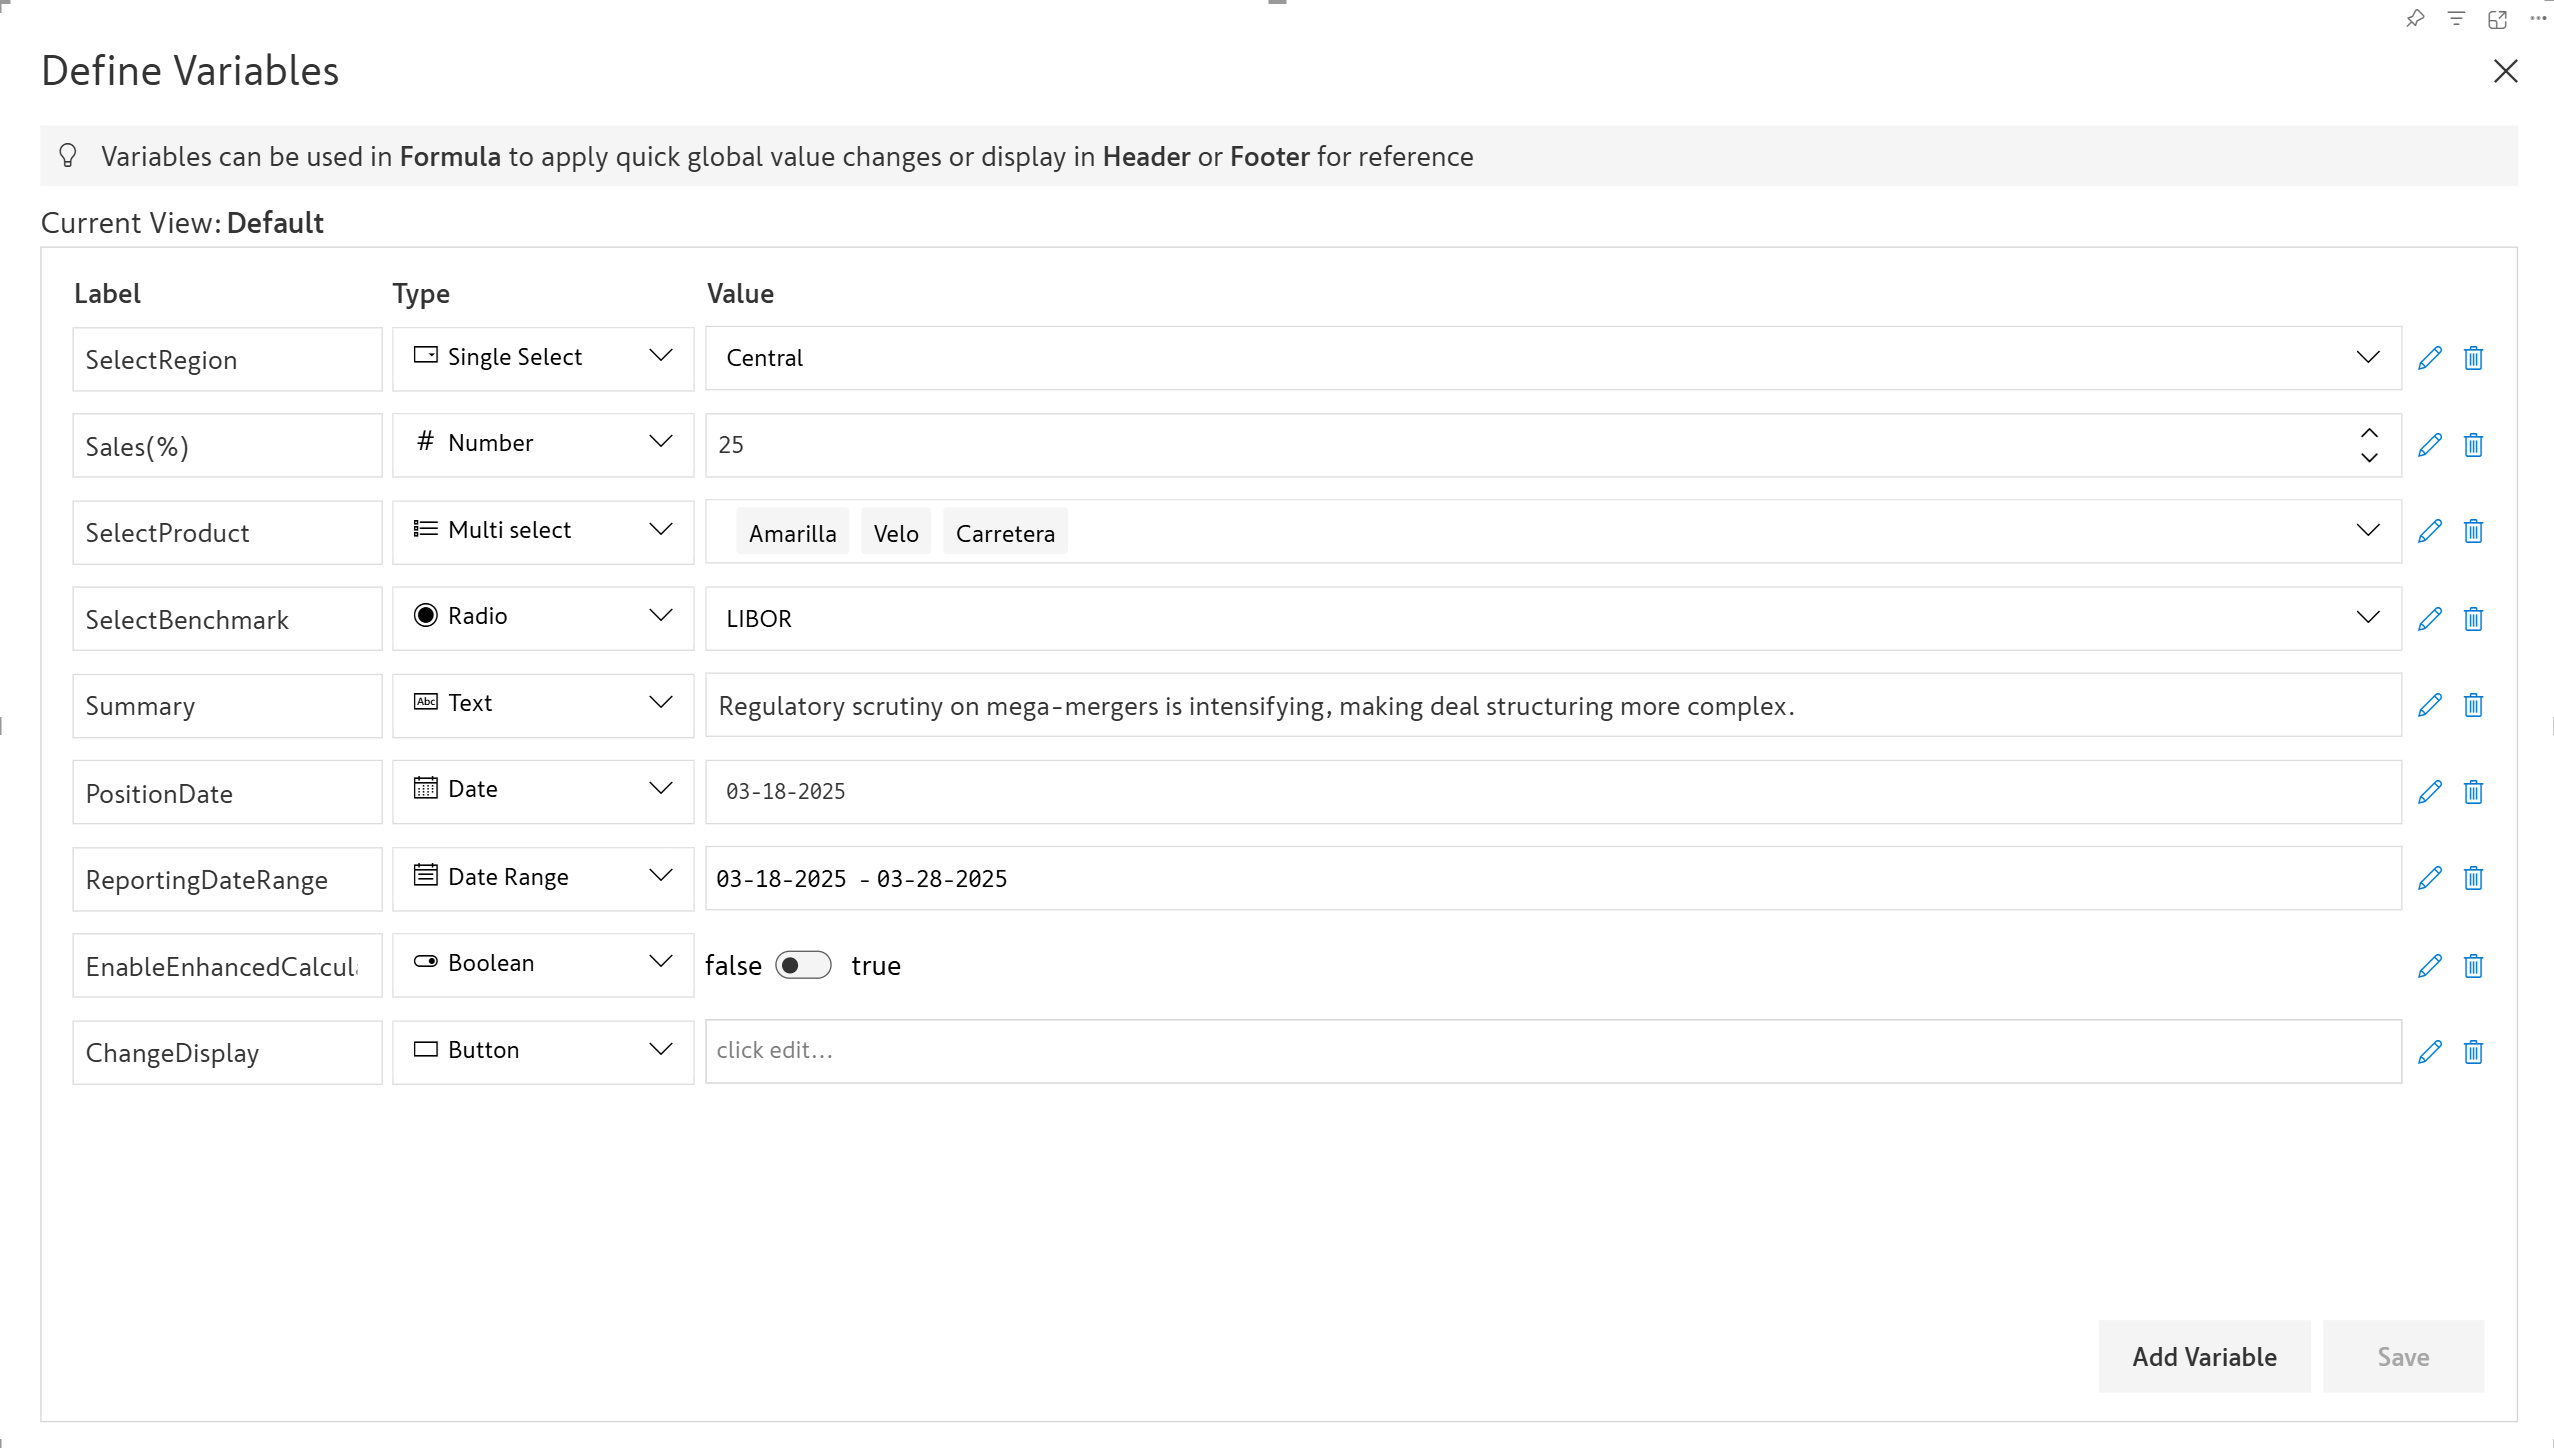 Define Variables
Variables can be used in Formula to apply quick global value changes or display in Header or Footer for reference
Current View: Default
Label Type Value
SelectRegion Single Select Central
Sales(%) # Number 25
SelectProduct Multi select Amarilla Velo Carretera
SelectBenchmark Radio LIBOR
Summary Abc Text Regulatory scrutiny on mega-mergers is intensifying, making deal structuring more complex.
PositionDate Date 03-18-2025
ReportingDateRange Date Range 03-18-2025 - 03-28-2025
EnableEnhancedCalcul Boolean false true
ChangeDisplay Button click edit...
Add Variable Save